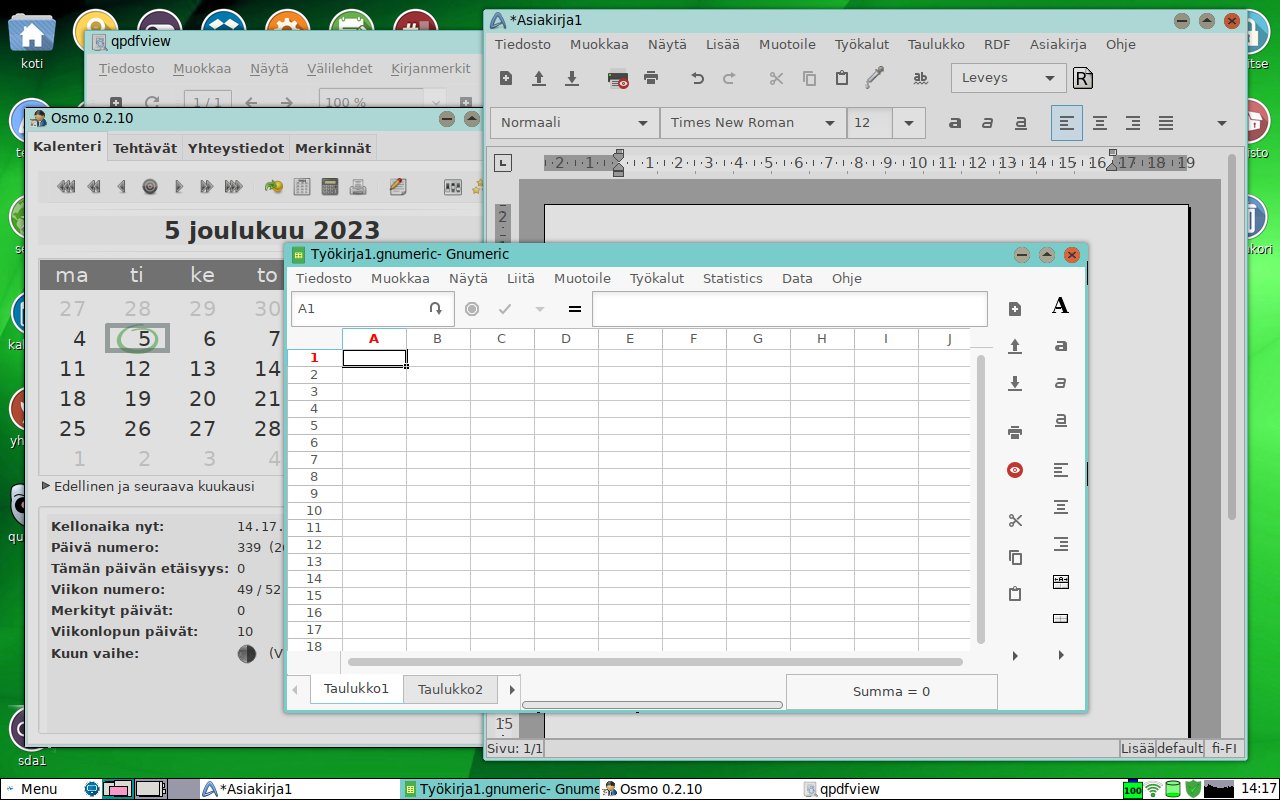 koti
qpdfview
Tiedosto Muokkaa Näytä Välilehdet Kirjanmerkit
1 / 1
100 %
*Asiakirja1
Tiedosto Muokkaa Näytä Lisää Muotoile Työkalut Taulukko RDF Asiakirja Ohje
Leveys
Normaali Times New Roman 12
2 1 1 2 3 4 5 6 7 8 9 10 11 12 13 14 15 16 17 18 19
2
15
Sivu: 1/1 Lisää default fi-FI
Osmo 0.2.10
Kalenteri Tehtävät Yhteystiedot Merkinnät
5 joulukuu 2023
ma ti ke to
27 28 29 30
4 5 6 7
11 12 13 14
18 19 20 21
25 26 27 28
1 2 3 4
Edellinen ja seuraava kuukausi
Kellonaika nyt: 14.17.
Päivä numero: 339 (20
Tämän päivän etäisyys: 0
Viikon numero: 49 / 52
Merkityt päivät: 0
Viikonlopun päivät: 10
Kuun vaihe: (V
Työkirja1.gnumeric- Gnumeric
Tiedosto Muokkaa Näytä Liitä Muotoile Työkalut Statistics Data Ohje
A1 =
A B C D E F G H I J
1
2
3
4
5
6
7
8
9
10
11
12
13
14
15
16
17
18
Taulukko1 Taulukko2 Summa = 0
sda1
Menu *Asiakirja1 Työkirja1.gnumeric- Gnume Osmo 0.2.10 qpdfview 100 14:17